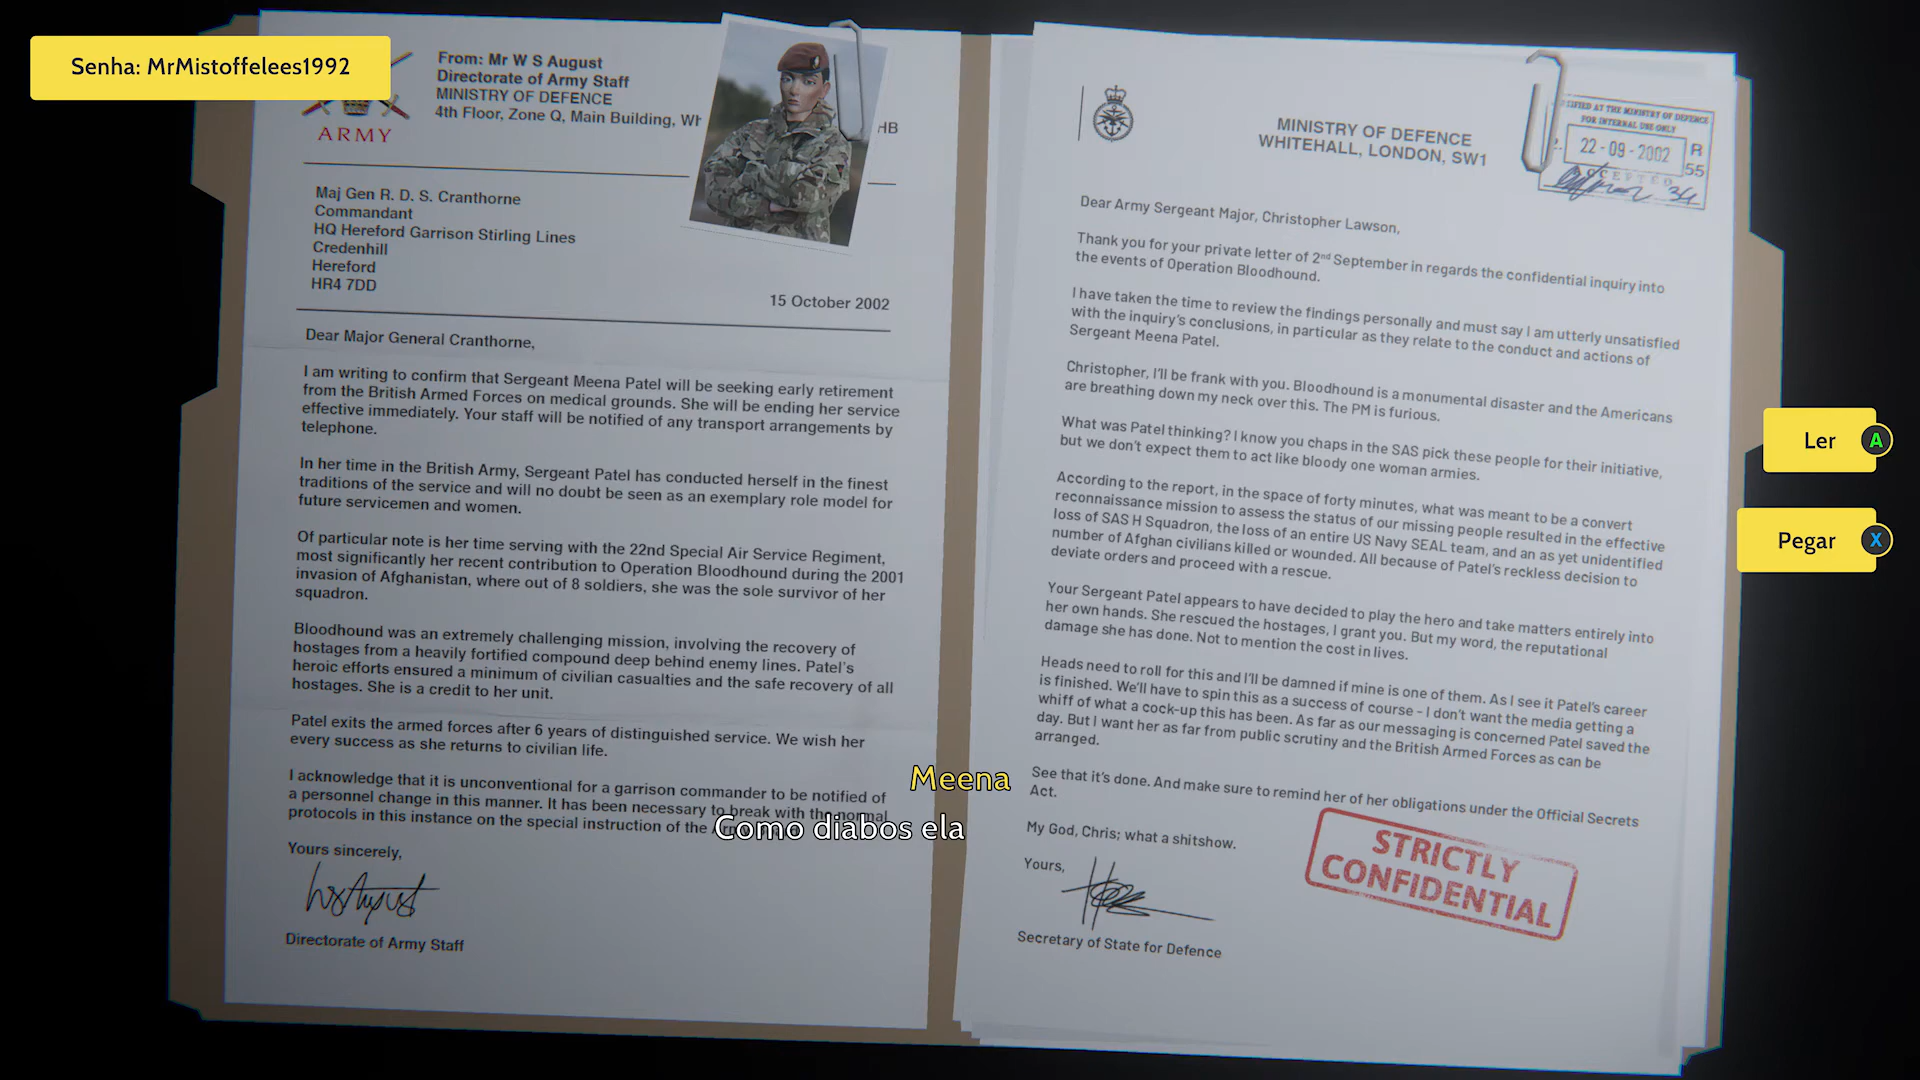 Senha: MrMistoffelees1992
ARMY
From: Mr W S August
Directorate of Army Staff
MINISTRY OF DEFENCE
4th Floor, Zone Q, Main Building,
HB
Maj Gen R. D. S. Cranthorne
Commandant
HQ Hereford Garrison Stirling Lines
Credenhill
Hereford
HR4 7DD
15 October 2002
Dear Major General Cranthorne,
I am writing to confirm that Sergeant Meena Patel will be seeking early retirement
from the British Armed Forces on medical grounds. She will be ending her service
effective immediately. Your staff will be notified of any transport arrangements by
telephone.
In her time in the British Army, Sergeant Patel has conducted herself in the finest
traditions of the service and will no doubt be seen as an exemplary role model for
future servicemen and women.
Of particular note is her time serving with the 22nd Special Air Service Regiment,
most significantly her recent contribution to Operation Bloodhound during the 2001
invasion of Afghanistan, where out of 8 soldiers, she was the sole survivor of her
squadron.
Bloodhound was an extremely challenging mission, involving the recovery of
hostages from a heavily fortified compound deep behind enemy lines. Patel's
heroic efforts ensured a minimum of civilian casualties and the safe recovery of all
hostages. She is a credit to her unit.
Patel exits the armed forces after 6 years of distinguished service. We wish her
every success as she returns to civilian life.
I acknowledge that it is unconventional for a garrison commander to be notified of
a personnel change in this manner. It has been necessary to break with the normal
protocols in this instance on the special instruction of the
Yours sincerely,
Directorate of Army Staff
MINISTRY OF DEFENCE
WHITEHALL, LONDON, SW1
AT THE MINISTRY OF DEFENCE
FOR INTERNAL USE ONLY
22-09-2002
R
55
ACCEPTED
34
Dear Army Sergeant Major, Christopher Lawson,
Thank you for your private letter of 2nd September in regards the confidential inquiry into
the events of Operation Bloodhound.
I have taken the time to review the findings personally and must say I am utterly unsatisfied
with the inquiry's conclusions, in particular as they relate to the conduct and actions of
Sergeant Meena Patel.
Christopher, I'll be frank with you. Bloodhound is a monumental disaster and the Americans
are breathing down my neck over this. The PM is furious.
What was Patel thinking? I know you chaps in the SAS pick these people for their initiative,
but we don't expect them to act like bloody one woman armies.
According to the report, in the space of forty minutes, what was meant to be a convert
reconnaissance mission to assess the status of our missing people resulted in the effective
loss of SAS H Squadron, the loss of an entire US Navy SEAL team, and an as yet unidentified
number of Afghan civilians killed or wounded. All because of Patel's reckless decision to
deviate orders and proceed with a rescue.
Your Sergeant Patel appears to have decided to play the hero and take matters entirely into
her own hands. She rescued the hostages, I grant you. But my word, the reputational
damage she has done. Not to mention the cost in lives.
Heads need to roll for this and I'll be damned if mine is one of them. As I see it Patel's career
is finished. We'll have to spin this as a success of course - I don't want the media getting a
whiff of what a cock-up this has been. As far as our messaging is concerned Patel saved the
day. But I want her as far from public scrutiny and the British Armed Forces as can be
arranged.
See that it's done. And make sure to remind her of her obligations under the Official Secrets
Act.
My God, Chris; what a shitshow.
Yours,
Secretary of State for Defence
STRICTLY
CONFIDENTIAL
Ler A
Pegar X
Meena
Como diabos ela